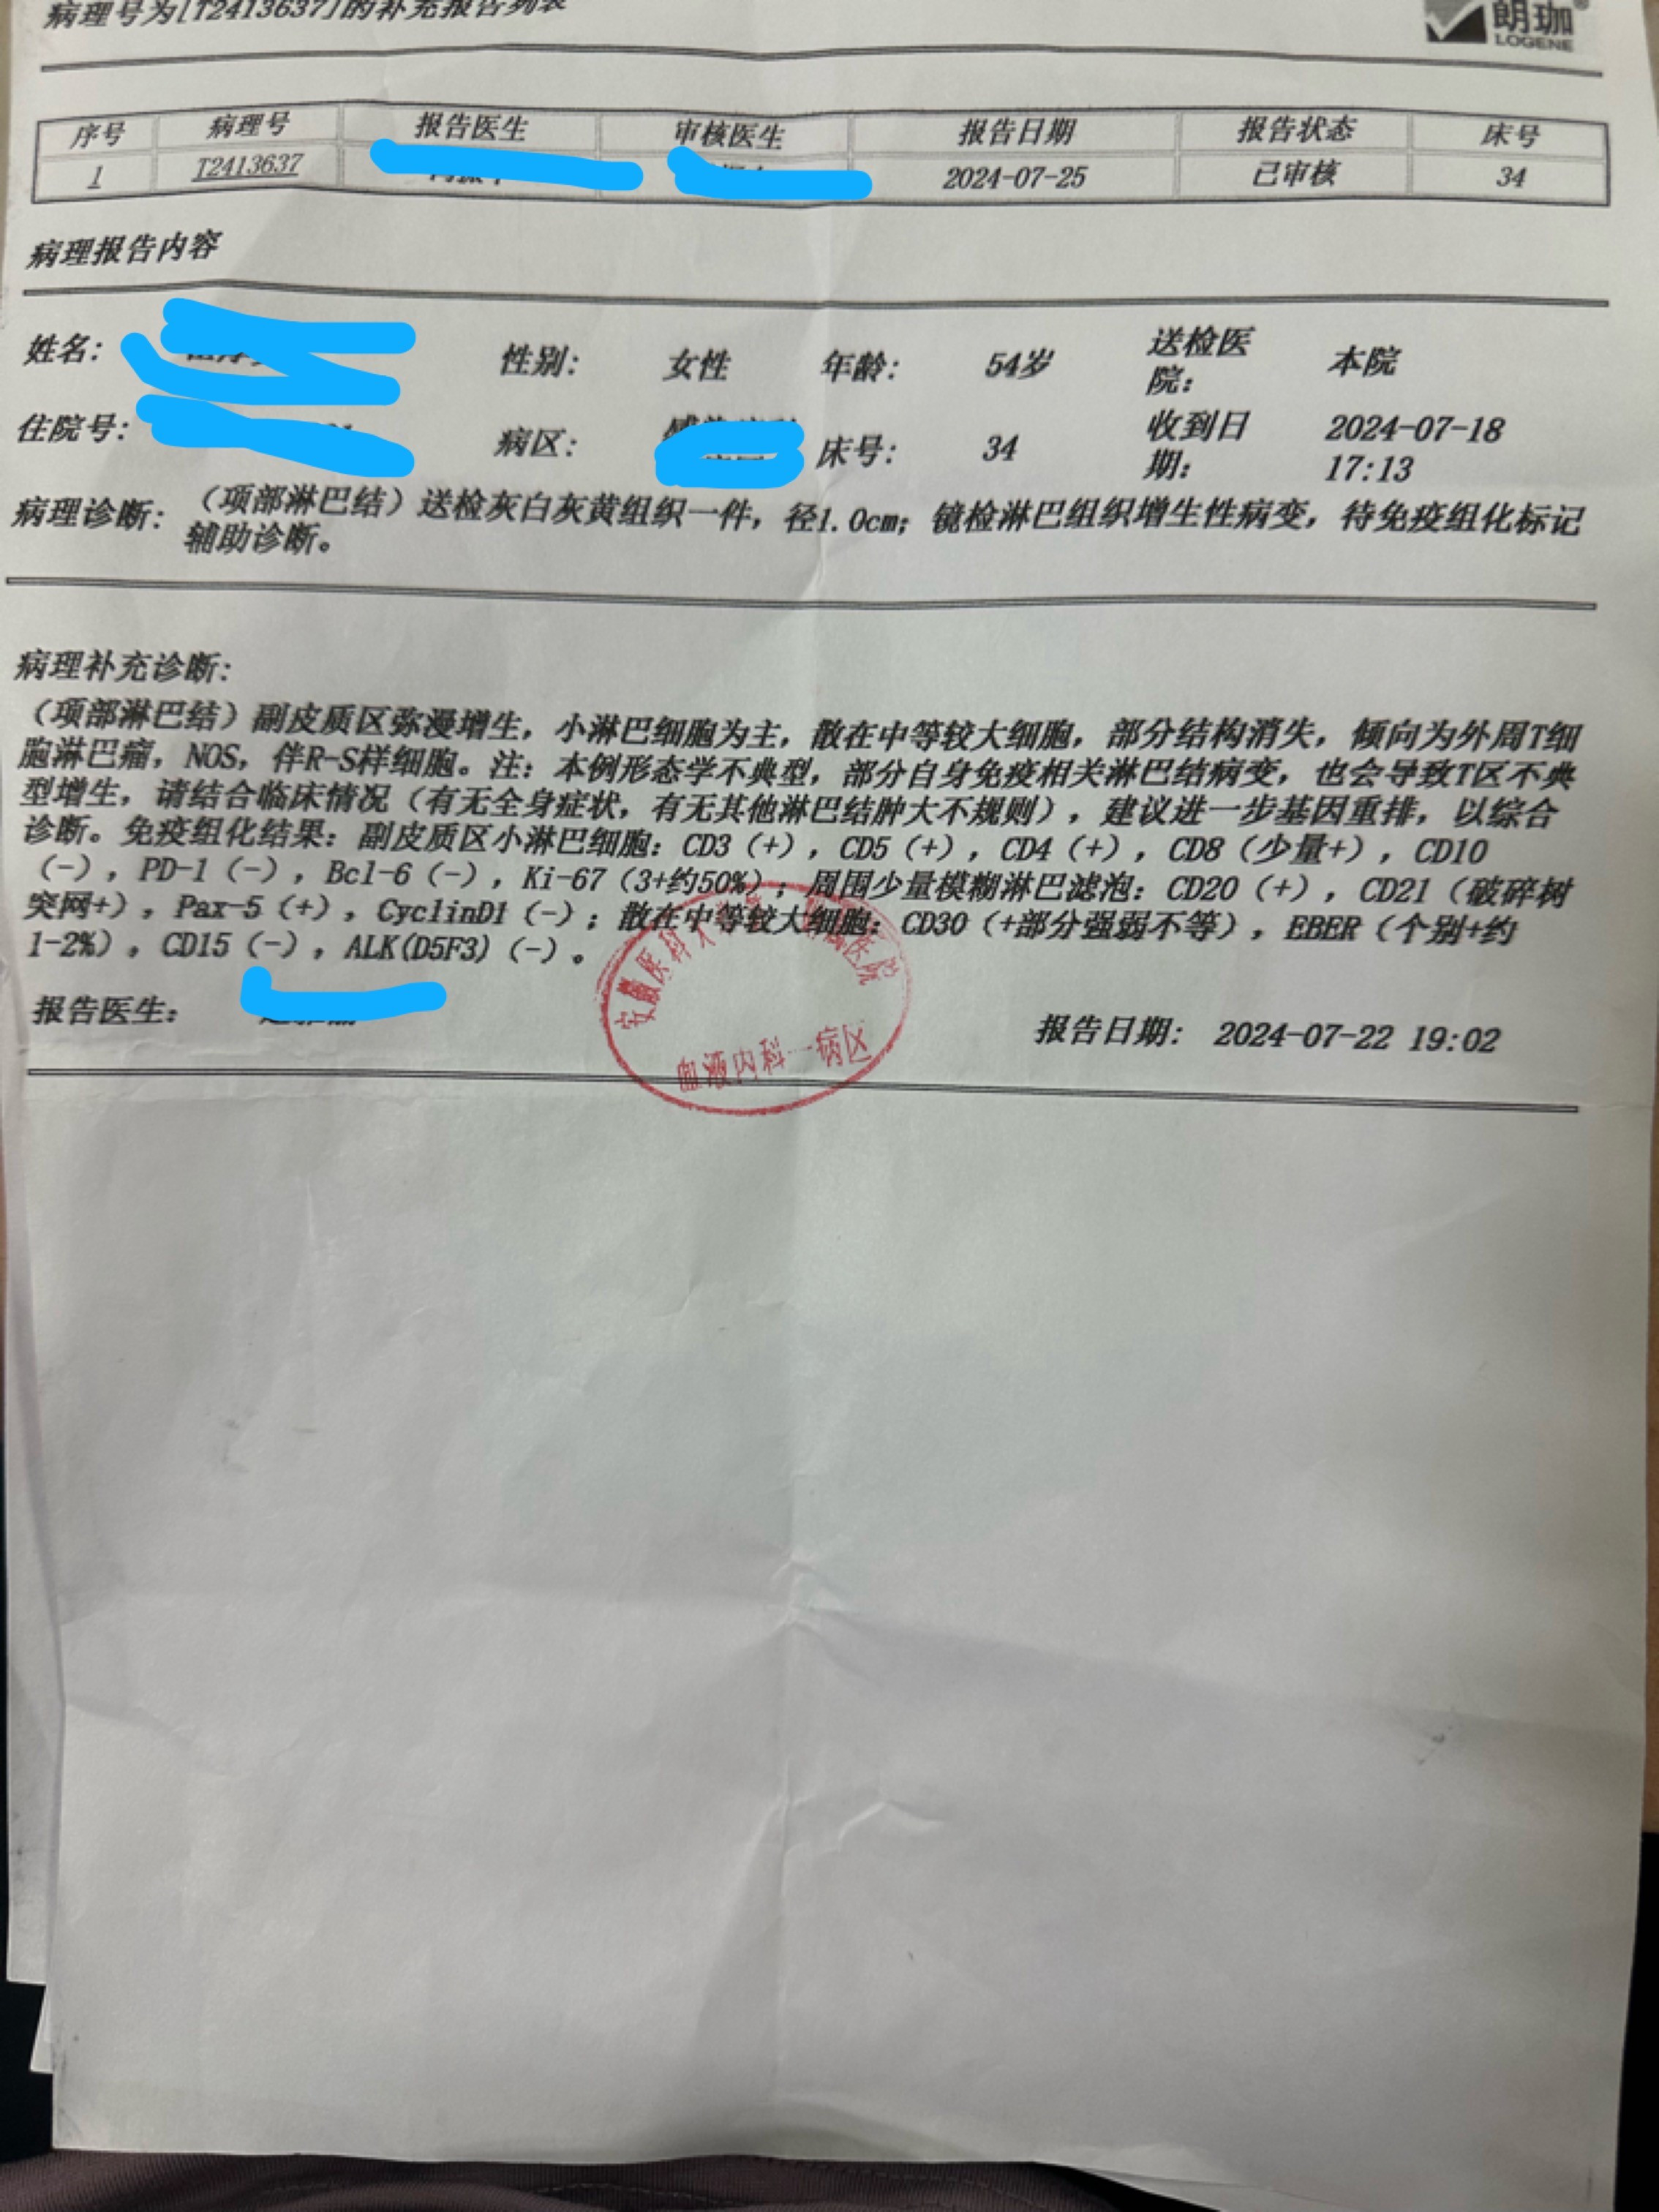 病理号为[T2413637]的补充报告列表
朗珈®
LOGENE
序号 病理号 报告医生 审核医生 报告日期 报告状态 床号
1 T2413637 2024-07-25 已审核 34
病理报告内容
姓名: 性别: 女性 年龄: 54岁 送检医院: 本院
住院号: 病区: 床号: 34 收到日期: 2024-07-18 17:13
病理诊断: （项部淋巴结）送检灰白灰黄组织一件，径1.0cm；镜检淋巴组织增生性病变，待免疫组化标记
辅助诊断。
病理补充诊断:
（项部淋巴结）副皮质区弥漫增生，小淋巴细胞为主，散在中等较大细胞，部分结构消失，倾向为外周T细
胞淋巴瘤，NOS，伴R-S样细胞。注：本例形态学不典型，部分自身免疫相关淋巴结病变，也会导致T区不典
型增生，请结合临床情况（有无全身症状，有无其他淋巴结肿大不规则），建议进一步基因重排，以综合
诊断。免疫组化结果：副皮质区小淋巴细胞：CD3（+），CD5（+），CD4（+），CD8（少量+），CD10
（-），PD-1（-），Bcl-6（-），Ki-67（3+约50%）；周围少量模糊淋巴滤泡：CD20（+），CD21（破碎树
突网+），Pax-5（+），CyclinD1（-）；散在中等较大细胞：CD30（+部分强弱不等），EBER（个别+约
1-2%），CD15（-），ALK(D5F3)（-）。
安徽医科大 医院
血液内科一病区
报告医生: 报告日期: 2024-07-22 19:02